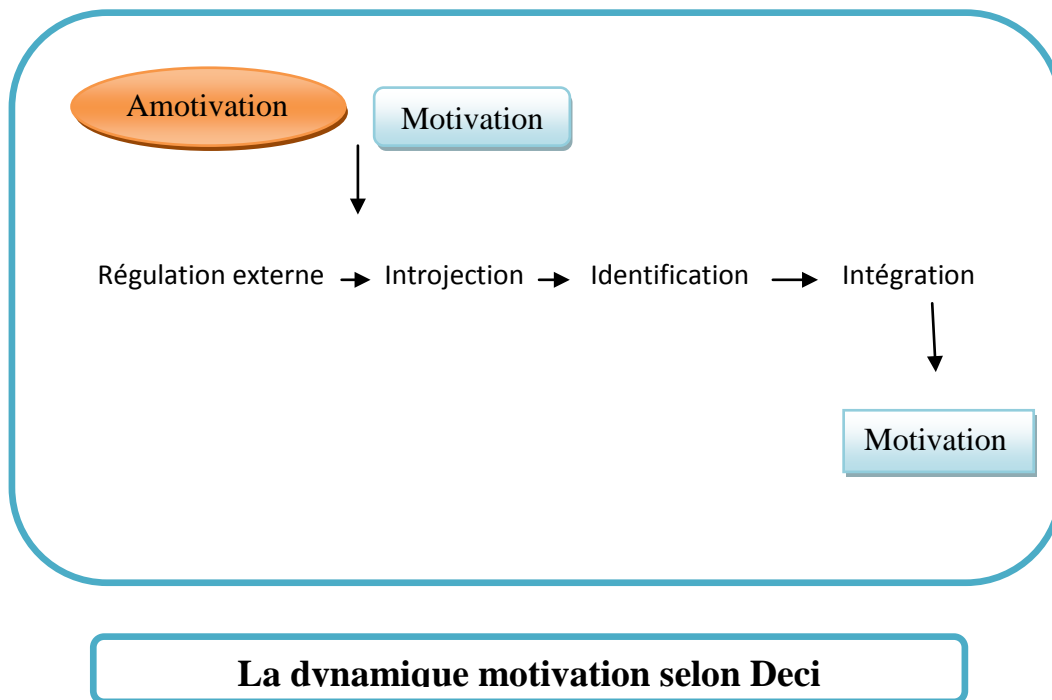 Amotivation
Motivation
Régulation externe Introjection Identification Intégration
Motivation
La dynamique motivation selon Deci